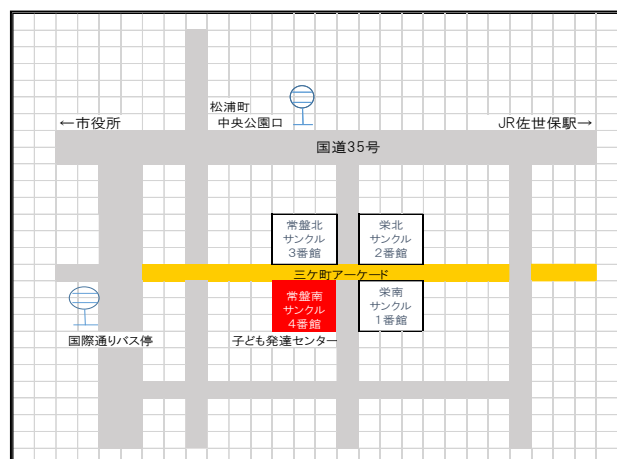 松浦町
中央公園口
←市役所
JR佐世保駅→
国道35号
常盤北
サンクル
3番館
栄北
サンクル
2番館
三ケ町アーケード
常盤南
サンクル
4番館
栄南
サンクル
1番館
国際通りバス停
子ども発達センター